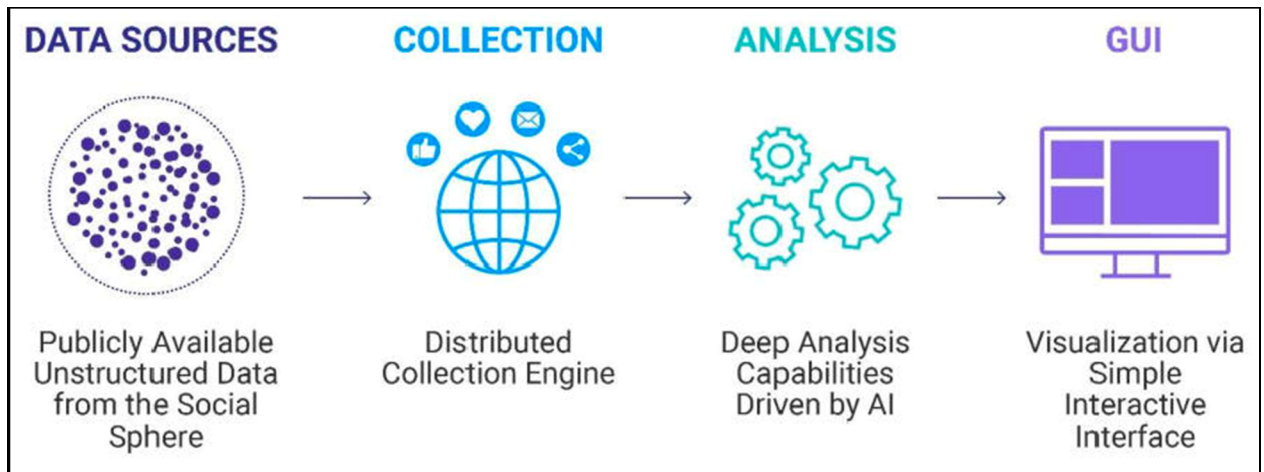 DATA SOURCES
COLLECTION
ANALYSIS
GUI
Publicly Available
Unstructured Data
from the Social
Sphere
Distributed
Collection Engine
Deep Analysis
Capabilities
Driven by AI
Visualization via
Simple
Interactive
Interface